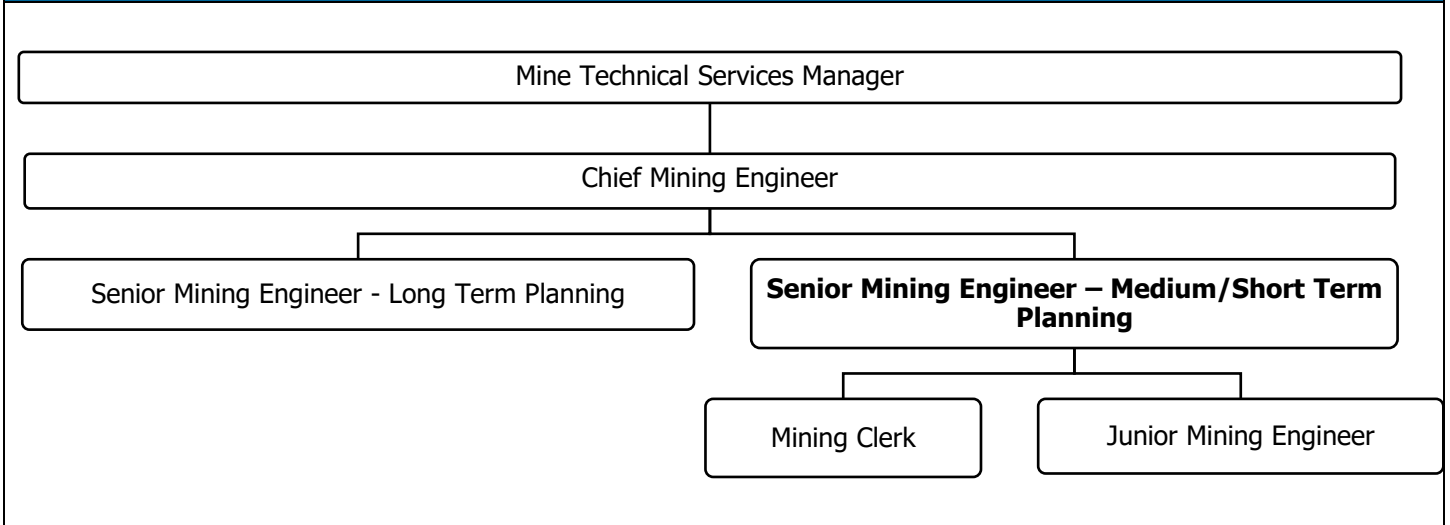 Mine Technical Services Manager
Chief Mining Engineer
Senior Mining Engineer - Long Term Planning
Senior Mining Engineer – Medium/Short Term
Planning
Mining Clerk
Junior Mining Engineer